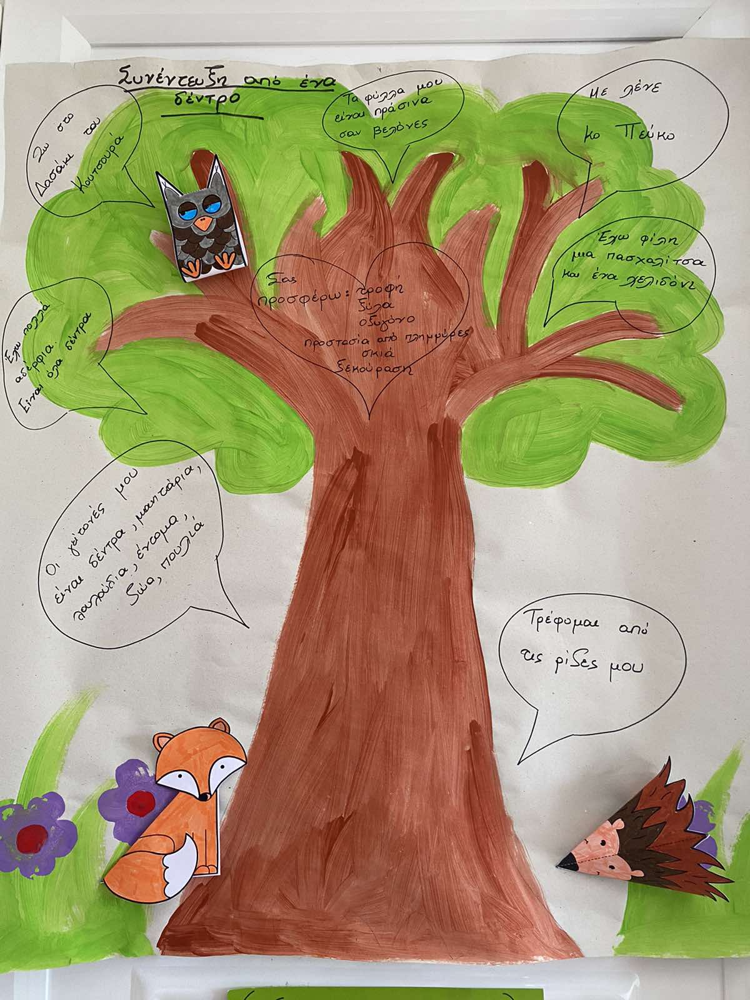 Συνέντευξη από ένα
δέντρο
Ζω στο
Δασάκι του
Κουτσουρά
Τα φύλλα μου
είναι πράσινα
σαν βελόνες
Με λένε
κο Πεύκο
Έχω φίλη
μια πασχαλίτσα
και ένα χελιδόνι
Σας
προσφέρω: τροφή
ξύλα
οξυγόνο
προστασία από πλημμύρες
σκιά
ξεκούραση
Έχω πολλά
αδέρφια.
Είναι όλα δέντρα
Οι γείτονές μου
είναι δέντρα, μανιτάρια,
λουλούδια, έντομα,
ζώα, πουλιά
Τρέφομαι από
τις ρίζες μου